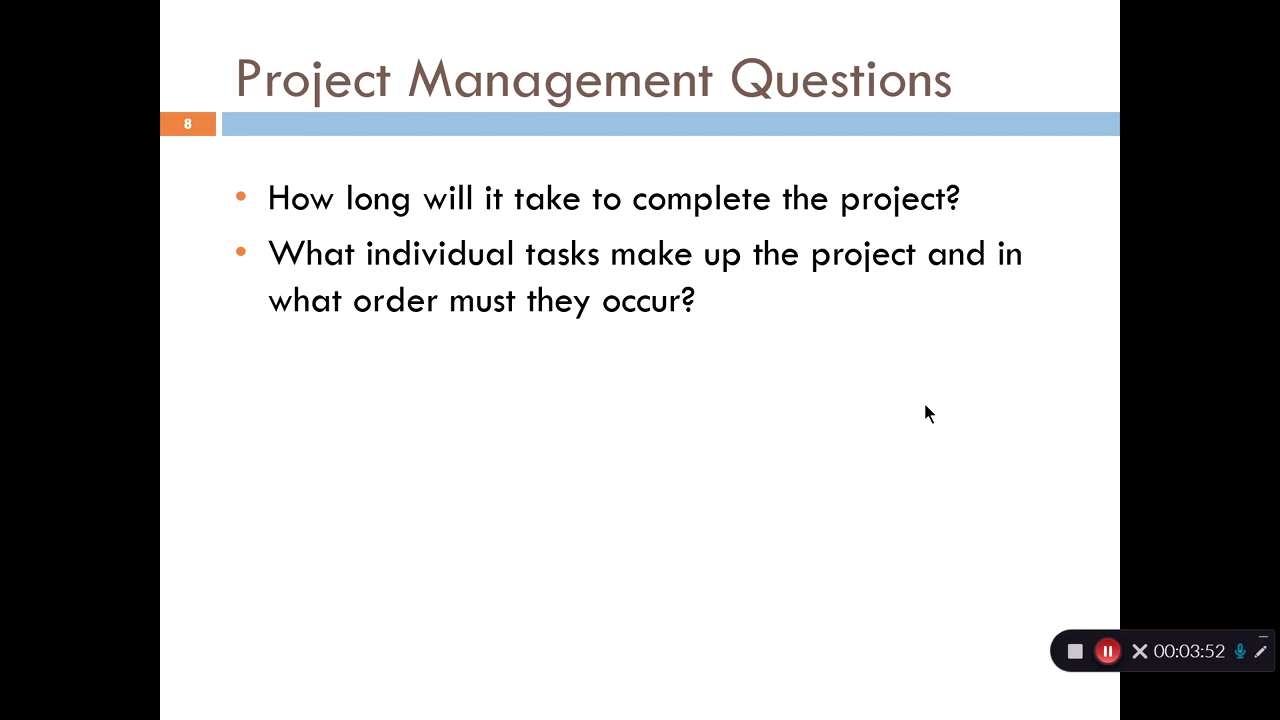 Project Management Questions
8
• How long will it take to complete the project?
• What individual tasks make up the project and in
what order must they occur?
00:03:52